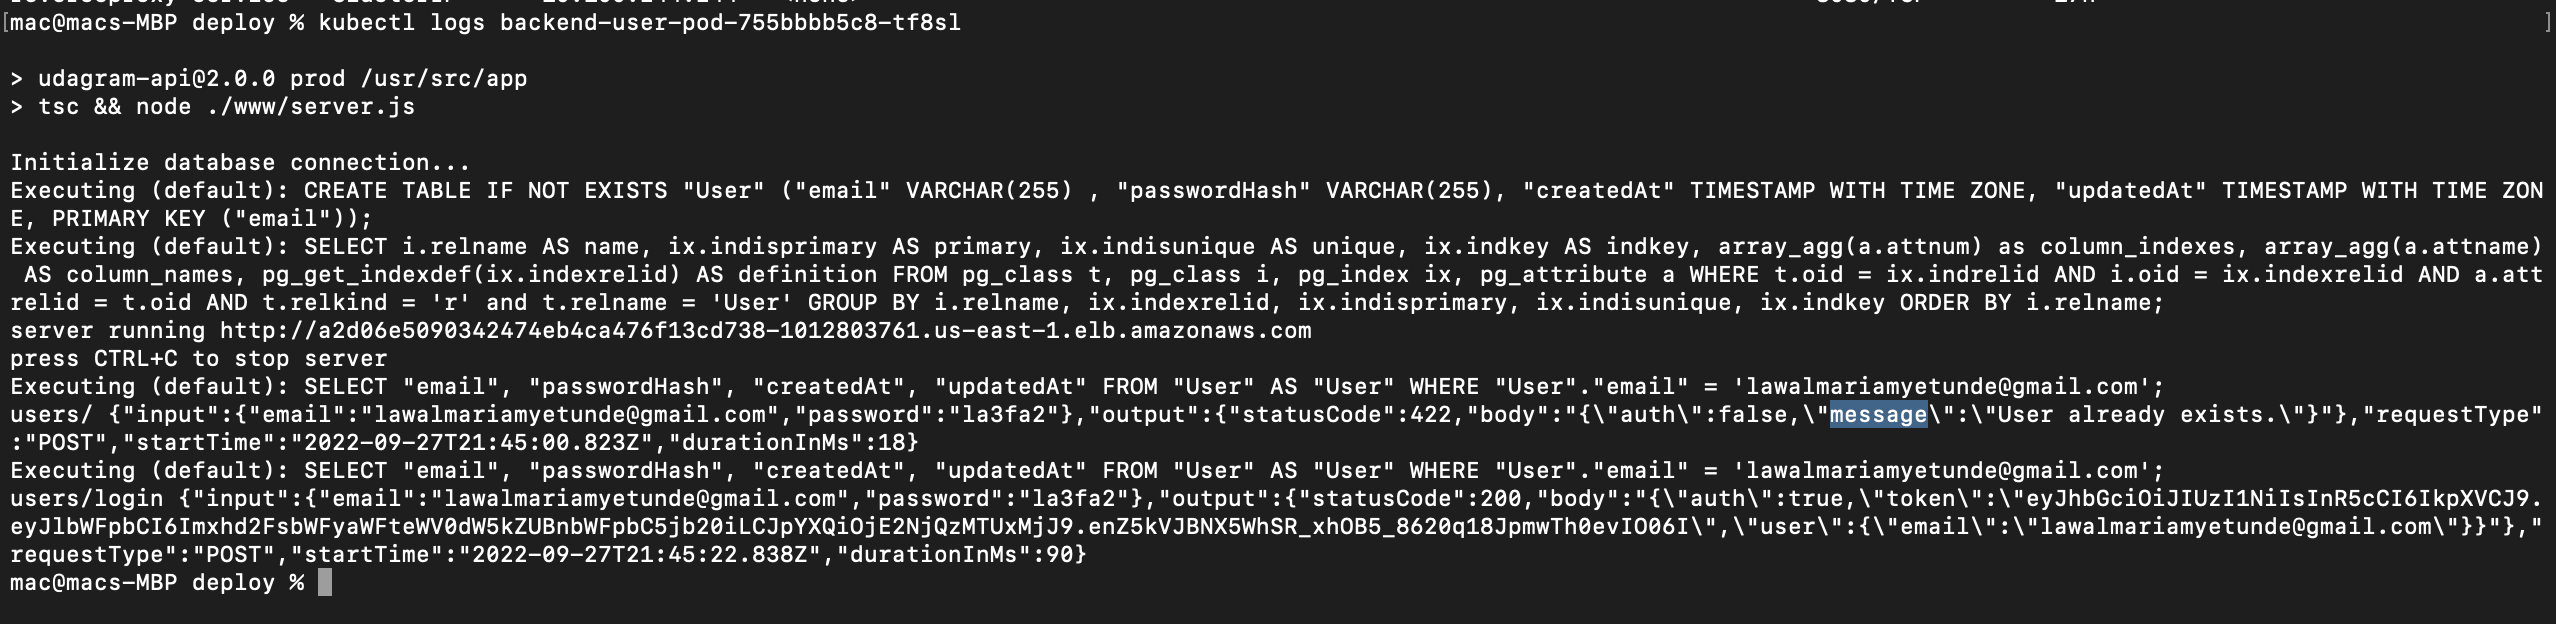 [mac@macs-MBP deploy % kubectl logs backend-user-pod-755bbbb5c8-tf8sl ]
> udagram-api@2.0.0 prod /usr/src/app
> tsc && node ./www/server.js
Initialize database connection...
Executing (default): CREATE TABLE IF NOT EXISTS "User" ("email" VARCHAR(255) , "passwordHash" VARCHAR(255), "createdAt" TIMESTAMP WITH TIME ZONE, "updatedAt" TIMESTAMP WITH TIME ZON
E, PRIMARY KEY ("email"));
Executing (default): SELECT i.relname AS name, ix.indisprimary AS primary, ix.indisunique AS unique, ix.indkey AS indkey, array_agg(a.attnum) as column_indexes, array_agg(a.attname)
 AS column_names, pg_get_indexdef(ix.indexrelid) AS definition FROM pg_class t, pg_class i, pg_index ix, pg_attribute a WHERE t.oid = ix.indrelid AND i.oid = ix.indexrelid AND a.att
relid = t.oid AND t.relkind = 'r' and t.relname = 'User' GROUP BY i.relname, ix.indexrelid, ix.indisprimary, ix.indisunique, ix.indkey ORDER BY i.relname;
server running http://a2d06e5090342474eb4ca476f13cd738-1012803761.us-east-1.elb.amazonaws.com
press CTRL+C to stop server
Executing (default): SELECT "email", "passwordHash", "createdAt", "updatedAt" FROM "User" AS "User" WHERE "User"."email" = 'lawalmariamyetunde@gmail.com';
users/ {"input":{"email":"lawalmariamyetunde@gmail.com","password":"la3fa2"},"output":{"statusCode":422,"body":"{\"auth\":false,\"message\":\"User already exists.\"}"},"requestType"
:"POST","startTime":"2022-09-27T21:45:00.823Z","durationInMs":18}
Executing (default): SELECT "email", "passwordHash", "createdAt", "updatedAt" FROM "User" AS "User" WHERE "User"."email" = 'lawalmariamyetunde@gmail.com';
users/login {"input":{"email":"lawalmariamyetunde@gmail.com","password":"la3fa2"},"output":{"statusCode":200,"body":"{\"auth\":true,\"token\":\"eyJhbGciOiJIUzI1NiIsInR5cCI6IkpXVCJ9.
eyJlbWFpbCI6Imxhd2FsbWFyaWFteWV0dW5kZUBnbWFpbC5jb20iLCJpYXQiOjE2NjQzMTUxMjJ9.enZ5kVJBNX5WhSR_xhOB5_8620q18JpmwTh0evIO06I\",\"user\":{\"email\":\"lawalmariamyetunde@gmail.com\"}}"},"
requestType":"POST","startTime":"2022-09-27T21:45:22.838Z","durationInMs":90}
mac@macs-MBP deploy %